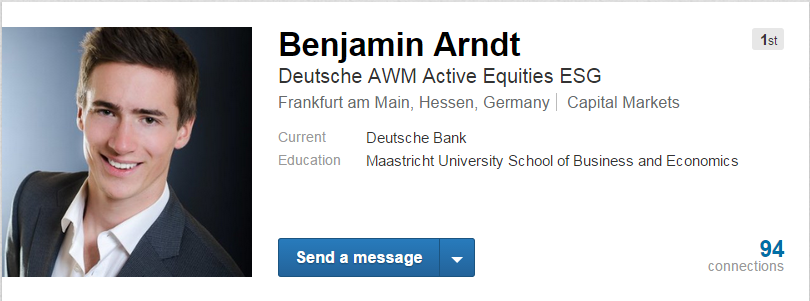 Benjamin Arndt
1st
Deutsche AWM Active Equities ESG
Frankfurt am Main, Hessen, Germany | Capital Markets
Current Deutsche Bank
Education Maastricht University School of Business and Economics
Send a message
94
connections